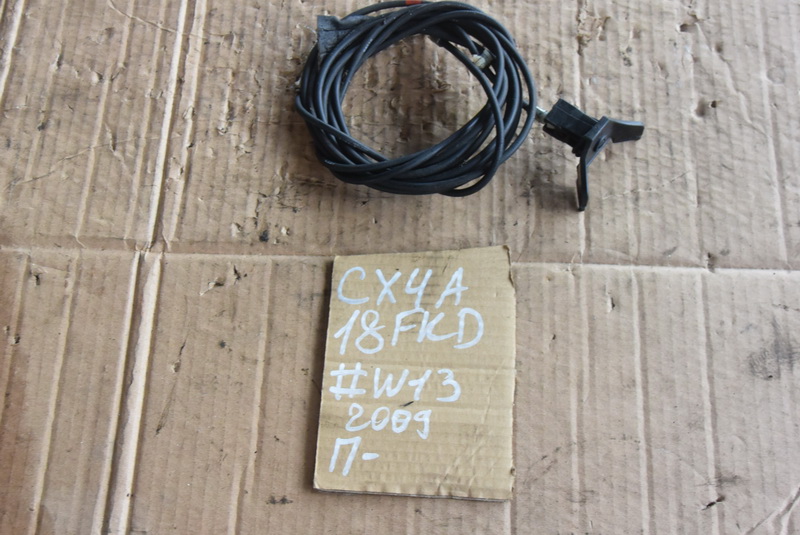 CX4A
18FKD
#W13
2009
П-